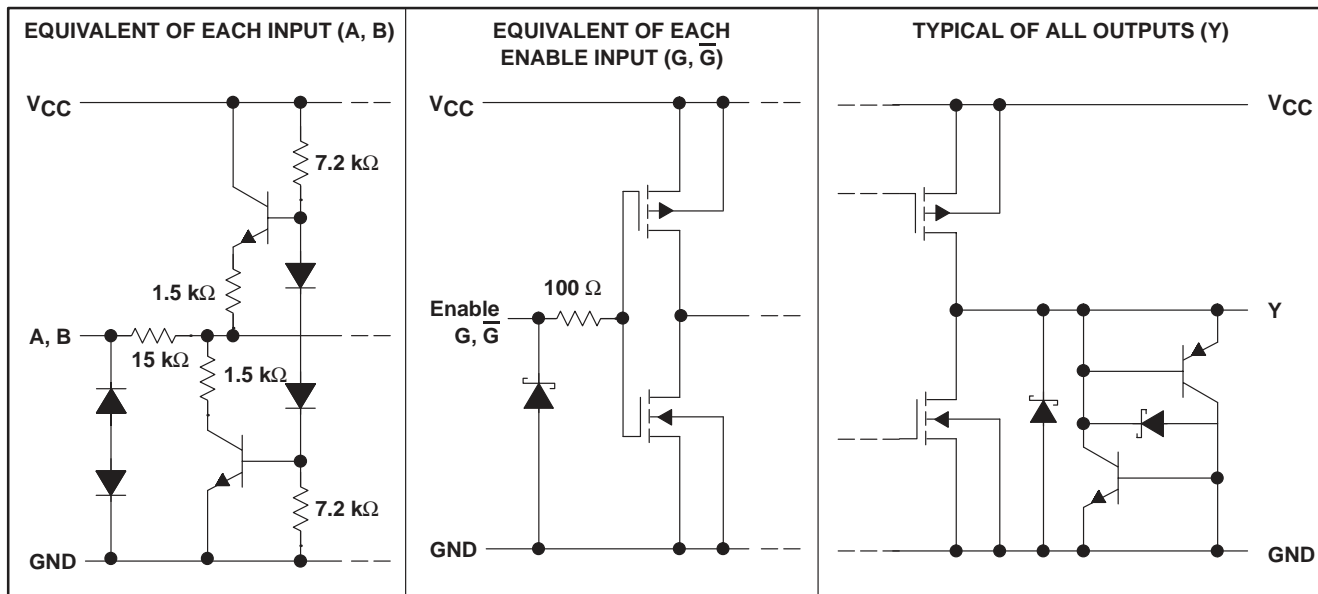 EQUIVALENT OF EACH INPUT (A, B)
VCC
7.2 kΩ
1.5 kΩ
A, B
15 kΩ
1.5 kΩ
7.2 kΩ
GND
EQUIVALENT OF EACH
ENABLE INPUT (G, G̅)
VCC
100 Ω
Enable
G, G̅
GND
TYPICAL OF ALL OUTPUTS (Y)
VCC
Y
GND